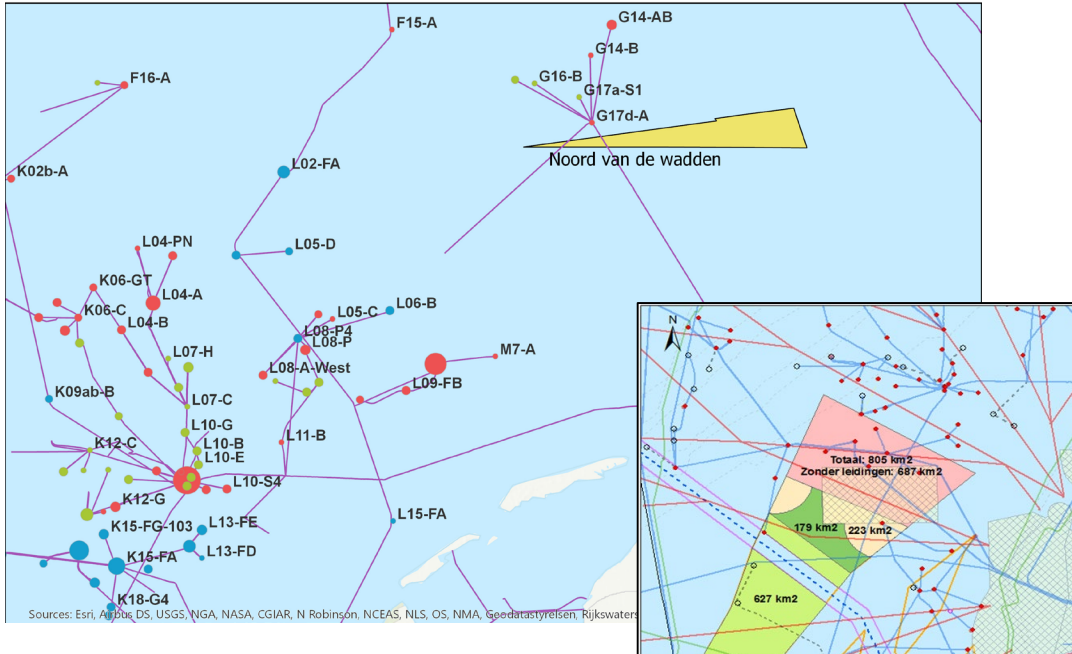 F15-A
G14-AB
G14-B
F16-A
G16-B
G17a-S1
G17d-A
Noord van de wadden
K02b-A
L02-FA
L04-PN
L05-D
K06-GT
L04-A
L06-B
K06-C
L04-B
L05-C
L08-P4
L08-P
L07-H
M7-A
L08-A-West
K09ab-B
L09-FB
L07-C
L10-G
L11-B
K12-C
L10-B
L10-E
L10-S4
K12-G
K15-FG-103
L13-FE
L15-FA
K15-FA
L13-FD
K18-G4
Sources: Esri, Airbus DS, USGS, NGA, NASA, CGIAR, N Robinson, NCEAS, NLS, OS, NMA, Geodatastyrelsen, Rijkswaters
N
Totaal: 805 km2
Zonder leidingen: 687 km2
179 km2
223 km2
627 km2